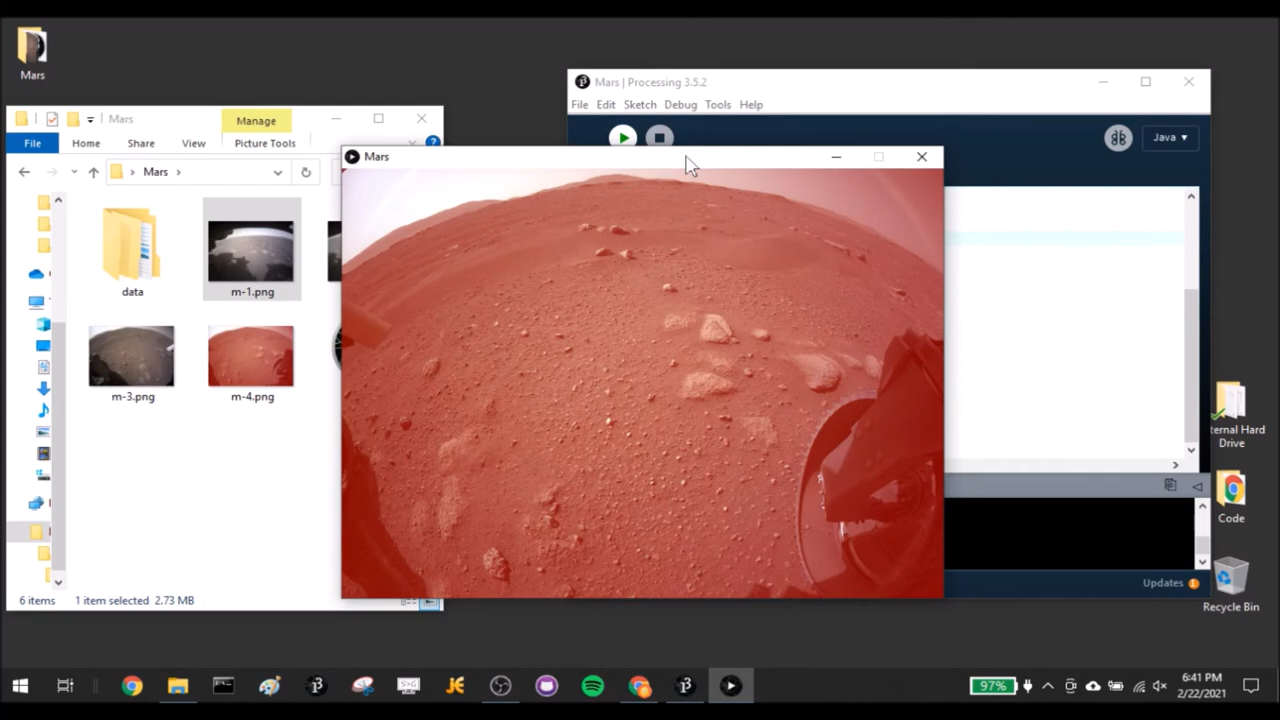 Mars
Mars | Processing 3.5.2
File Edit Sketch Debug Tools Help
Java
Mars
Manage
File Home Share View Picture Tools
Mars
Mars
data
m-1.png
m-3.png
m-4.png
6 items 1 item selected 2.73 MB
Updates 1
ternal Hard
Drive
Code
Recycle Bin
97%
6:41 PM
2/22/2021